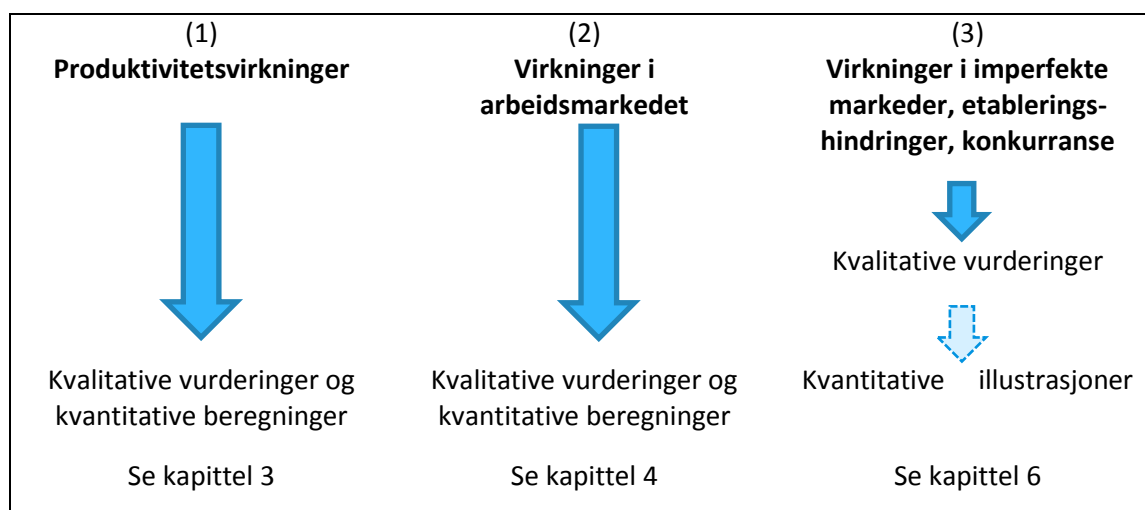 (1)
Produktivitetsvirkninger
Kvalitative vurderinger og
kvantitative beregninger
Se kapittel 3
(2)
Virkninger i
arbeidsmarkedet
Kvalitative vurderinger og
kvantitative beregninger
Se kapittel 4
(3)
Virkninger i imperfekte
markeder, etablerings-
hindringer, konkurranse
Kvalitative vurderinger
Kvantitative illustrasjoner
Se kapittel 6